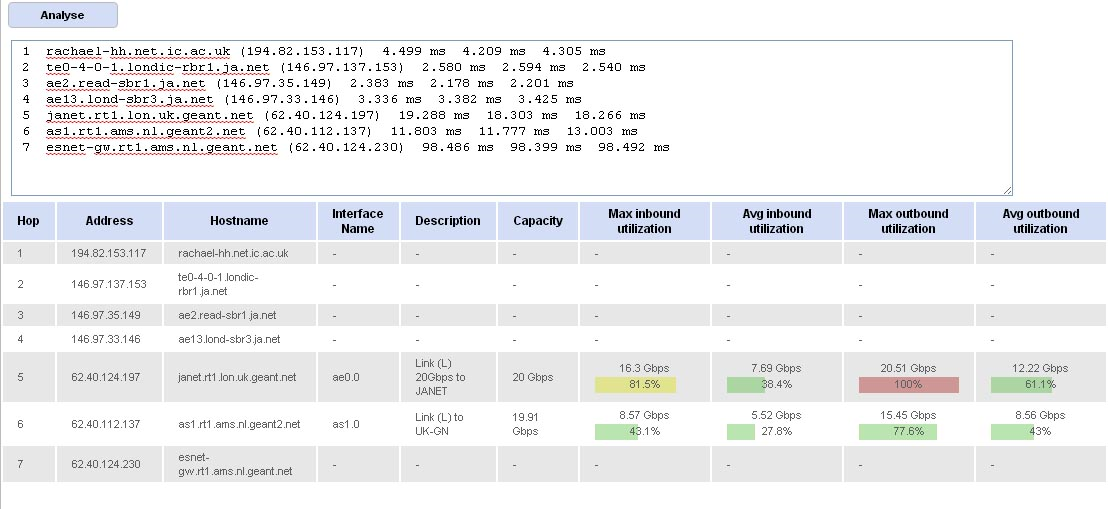 Analyse
1 rachael-hh.net.ic.ac.uk (194.82.153.117) 4.499 ms 4.209 ms 4.305 ms
2 te0-4-0-1.londic-rbr1.ja.net (146.97.137.153) 2.580 ms 2.594 ms 2.540 ms
3 ae2.read-sbr1.ja.net (146.97.35.149) 2.383 ms 2.178 ms 2.201 ms
4 ae13.lond-sbr3.ja.net (146.97.33.146) 3.336 ms 3.382 ms 3.425 ms
5 janet.rt1.lon.uk.geant.net (62.40.124.197) 19.288 ms 18.303 ms 18.266 ms
6 as1.rt1.ams.nl.geant2.net (62.40.112.137) 11.803 ms 11.777 ms 13.003 ms
7 esnet-gw.rt1.ams.nl.geant.net (62.40.124.230) 98.486 ms 98.399 ms 98.492 ms
Hop Address Hostname Interface Name Description Capacity Max inbound utilization Avg inbound utilization Max outbound utilization Avg outbound utilization
1 194.82.153.117 rachael-hh.net.ic.ac.uk - - - - - - -
2 146.97.137.153 te0-4-0-1.londic-rbr1.ja.net - - - - - - -
3 146.97.35.149 ae2.read-sbr1.ja.net - - - - - - -
4 146.97.33.146 ae13.lond-sbr3.ja.net - - - - - - -
5 62.40.124.197 janet.rt1.lon.uk.geant.net ae0.0 Link (L) 20Gbps to JANET 20 Gbps 16.3 Gbps 81.5% 7.69 Gbps 38.4% 20.51 Gbps 100% 12.22 Gbps 61.1%
6 62.40.112.137 as1.rt1.ams.nl.geant2.net as1.0 Link (L) to UK-GN 19.91 Gbps 8.57 Gbps 43.1% 5.52 Gbps 27.8% 15.45 Gbps 77.6% 8.56 Gbps 43%
7 62.40.124.230 esnet-gw.rt1.ams.nl.geant.net - - - - - - -